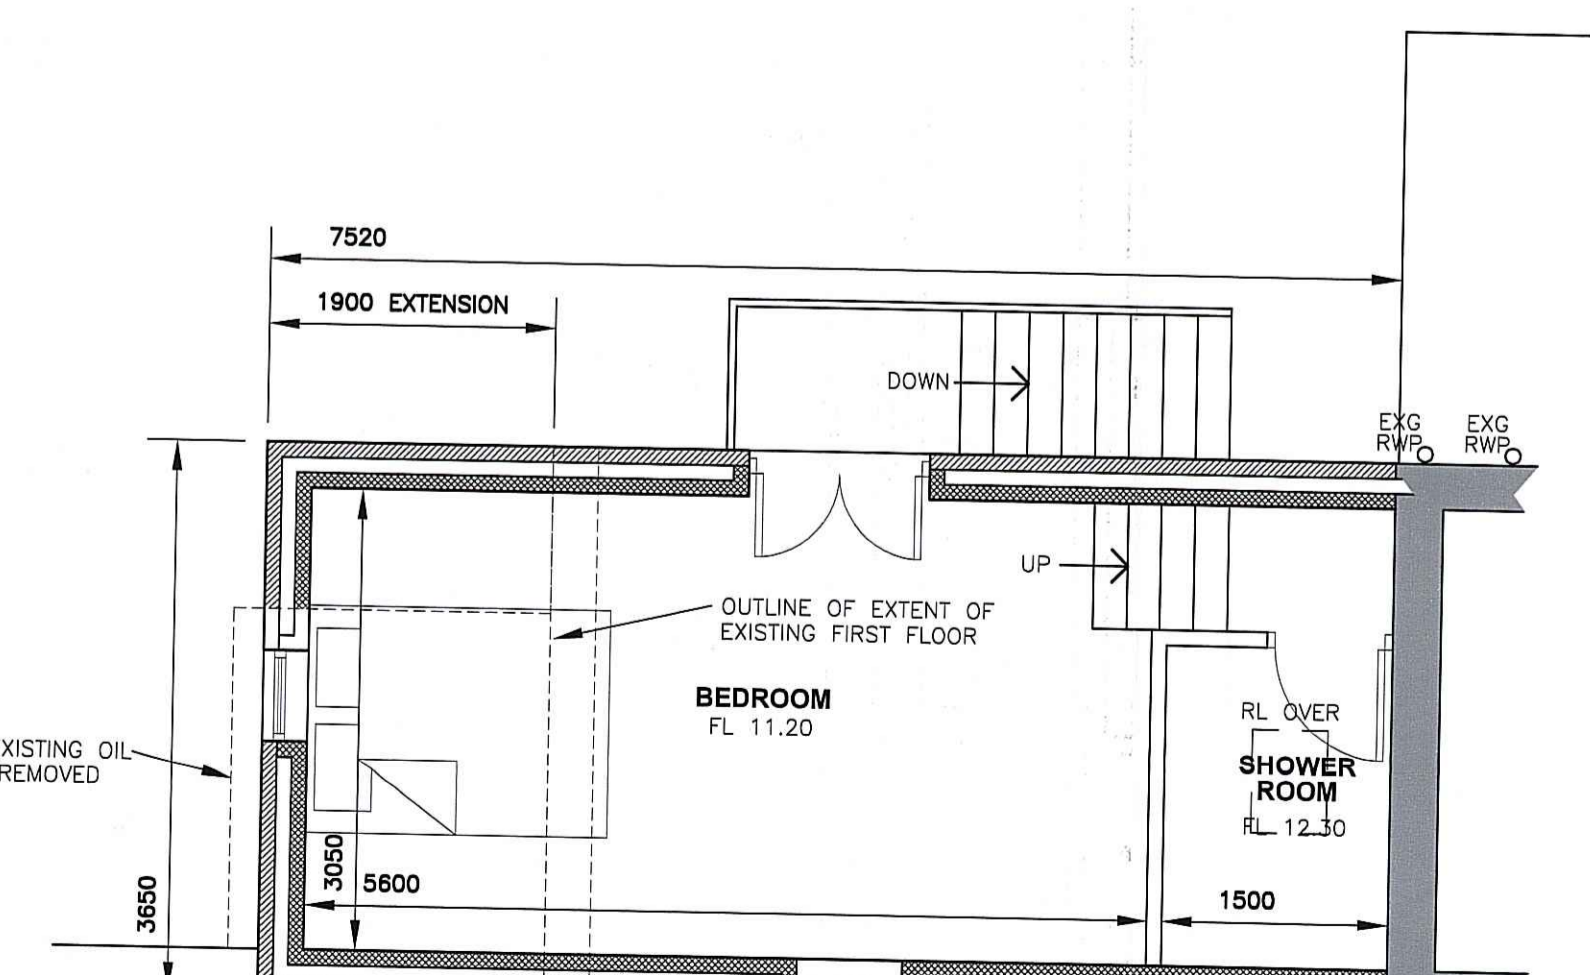 7520
1900 EXTENSION
DOWN
EXG
RWP
EXG
RWP
UP
OUTLINE OF EXTENT OF
EXISTING FIRST FLOOR
BEDROOM
FL 11.20
RL OVER
SHOWER
ROOM
FL 12.30
XISTING OIL
REMOVED
3650
3050
5600
1500